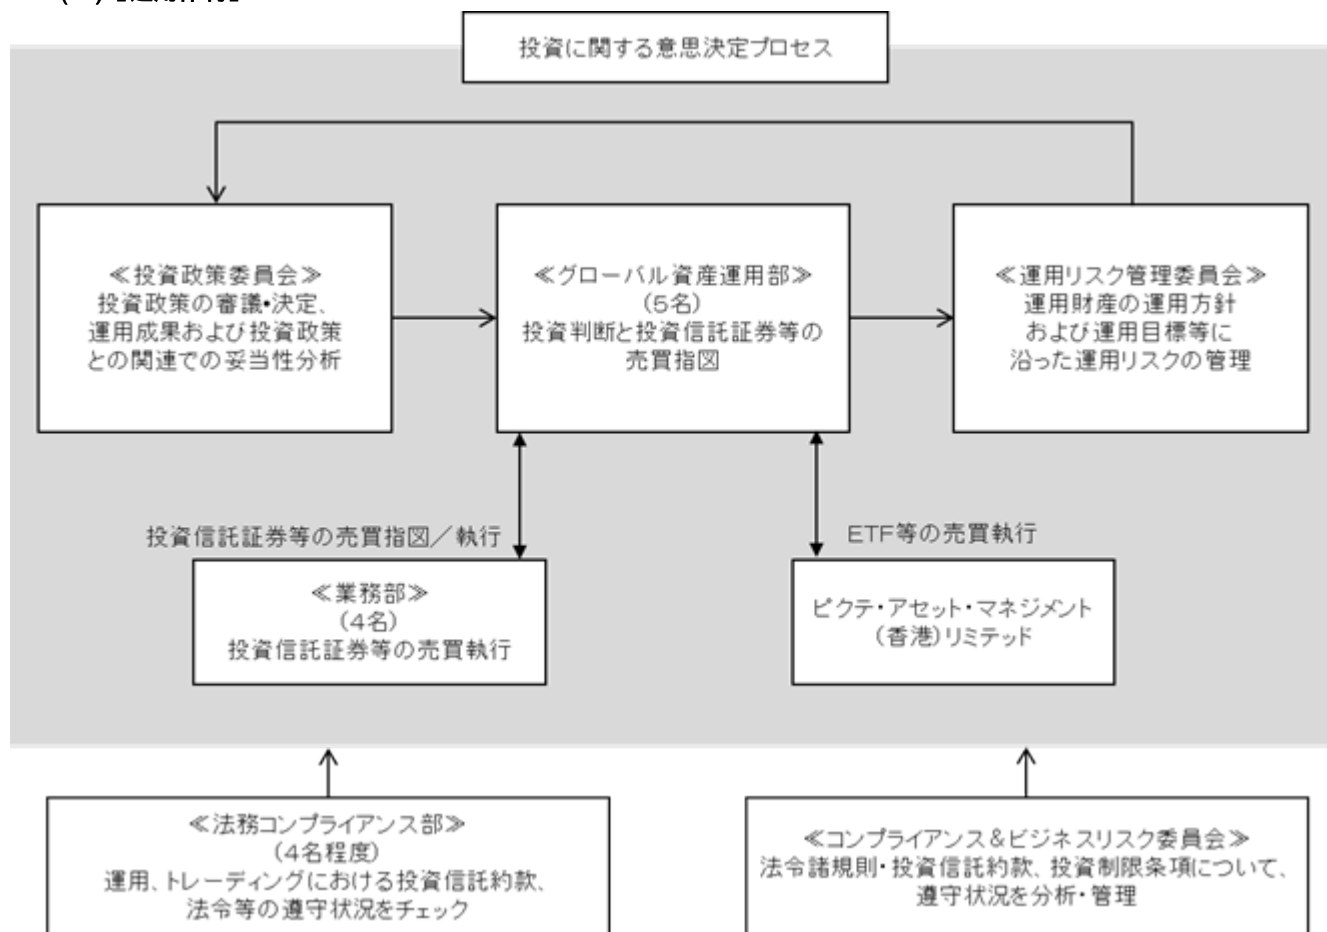 投資に関する意思決定プロセス
≪投資政策委員会≫
投資政策の審議・決定、
運用成果および投資政策
との関連での妥当性分析
≪グローバル資産運用部≫
(5名)
投資判断と投資信託証券等の
売買指図
≪運用リスク管理委員会≫
運用財産の運用方針
および運用目標等に
沿った運用リスクの管理
投資信託証券等の売買指図／執行
ETF等の売買執行
≪業務部≫
(4名)
投資信託証券等の売買執行
ピクテ・アセット・マネジメント
(香港)リミテッド
≪法務コンプライアンス部≫
(4名程度)
運用、トレーディングにおける投資信託約款、
法令等の遵守状況をチェック
≪コンプライアンス＆ビジネスリスク委員会≫
法令諸規則・投資信託約款、投資制限条項について、
遵守状況を分析・管理